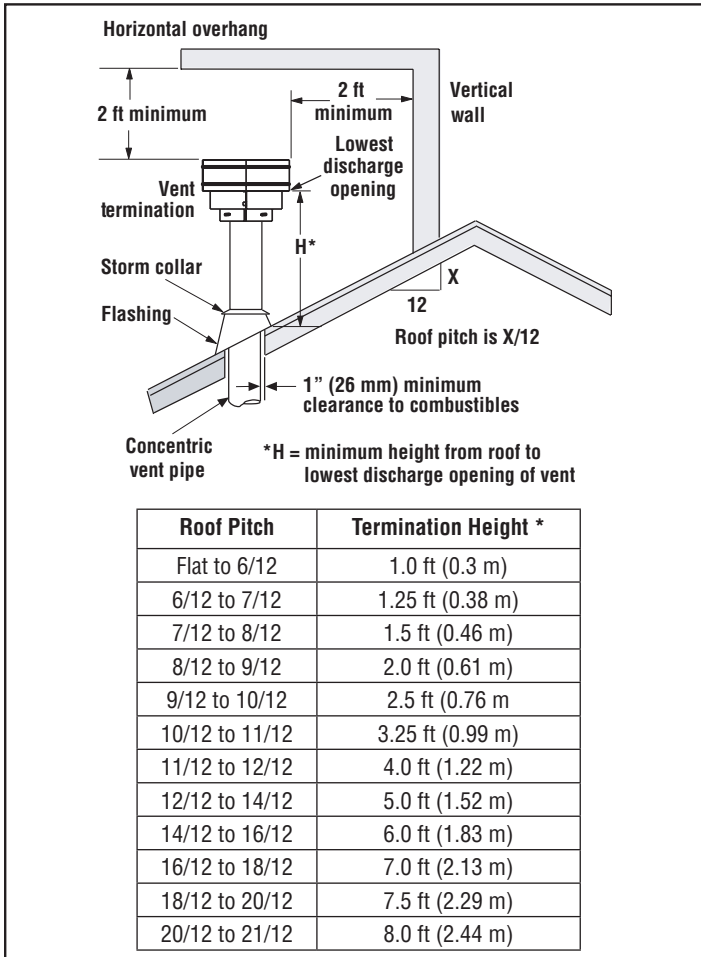 Horizontal overhang
2 ft minimum
2 ft
minimum
Vertical
wall
Lowest
discharge
opening
Vent
termination
H*
Storm collar
Flashing
X
12
Roof pitch is X/12
1” (26 mm) minimum
clearance to combustibles
Concentric
vent pipe
*H = minimum height from roof to
lowest discharge opening of vent
Roof Pitch Termination Height *
Flat to 6/12 1.0 ft (0.3 m)
6/12 to 7/12 1.25 ft (0.38 m)
7/12 to 8/12 1.5 ft (0.46 m)
8/12 to 9/12 2.0 ft (0.61 m)
9/12 to 10/12 2.5 ft (0.76 m
10/12 to 11/12 3.25 ft (0.99 m)
11/12 to 12/12 4.0 ft (1.22 m)
12/12 to 14/12 5.0 ft (1.52 m)
14/12 to 16/12 6.0 ft (1.83 m)
16/12 to 18/12 7.0 ft (2.13 m)
18/12 to 20/12 7.5 ft (2.29 m)
20/12 to 21/12 8.0 ft (2.44 m)